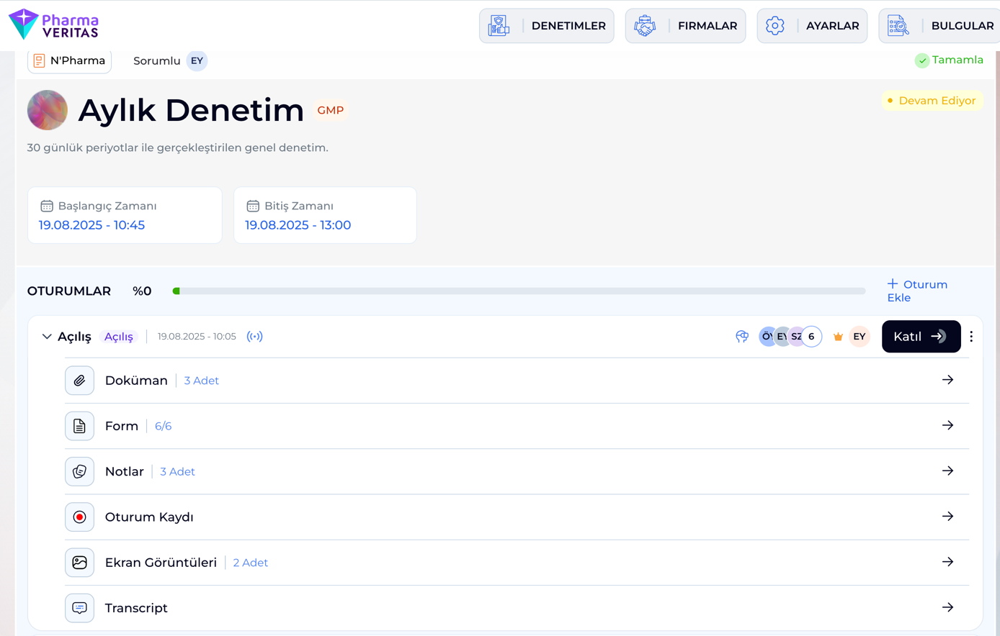 Pharma
VERITAS
DENETIMLER
FIRMALAR
AYARLAR
BULGULAR
N'Pharma
Sorumlu EY
Tamamla
Aylık Denetim GMP
Devam Ediyor
30 günlük periyotlar ile gerçekleştirilen genel denetim.
Başlangıç Zamanı
19.08.2025 - 10:45
Bitiş Zamanı
19.08.2025 - 13:00
OTURUMLAR %0
+ Oturum
Ekle
Açılış Açılış 19.08.2025 - 10:05 ÖY EY SZ 6 EY Katıl
Doküman 3 Adet
Form 6/6
Notlar 3 Adet
Oturum Kaydı
Ekran Görüntüleri 2 Adet
Transcript